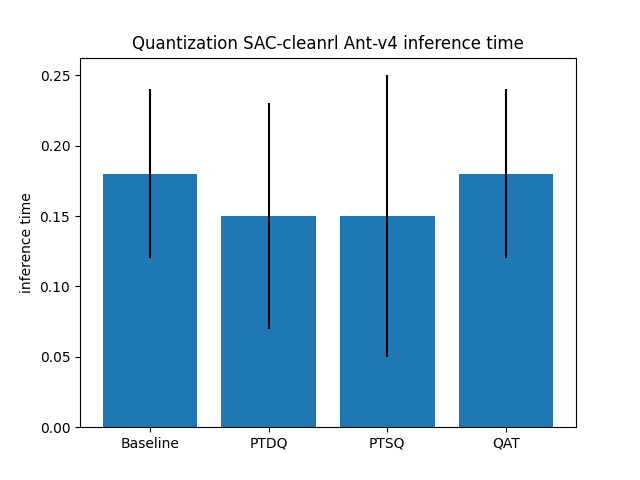 Quantization SAC-cleanrl Ant-v4 inference time
inference time
0.25
0.20
0.15
0.10
0.05
0.00
Baseline
PTDQ
PTSQ
QAT